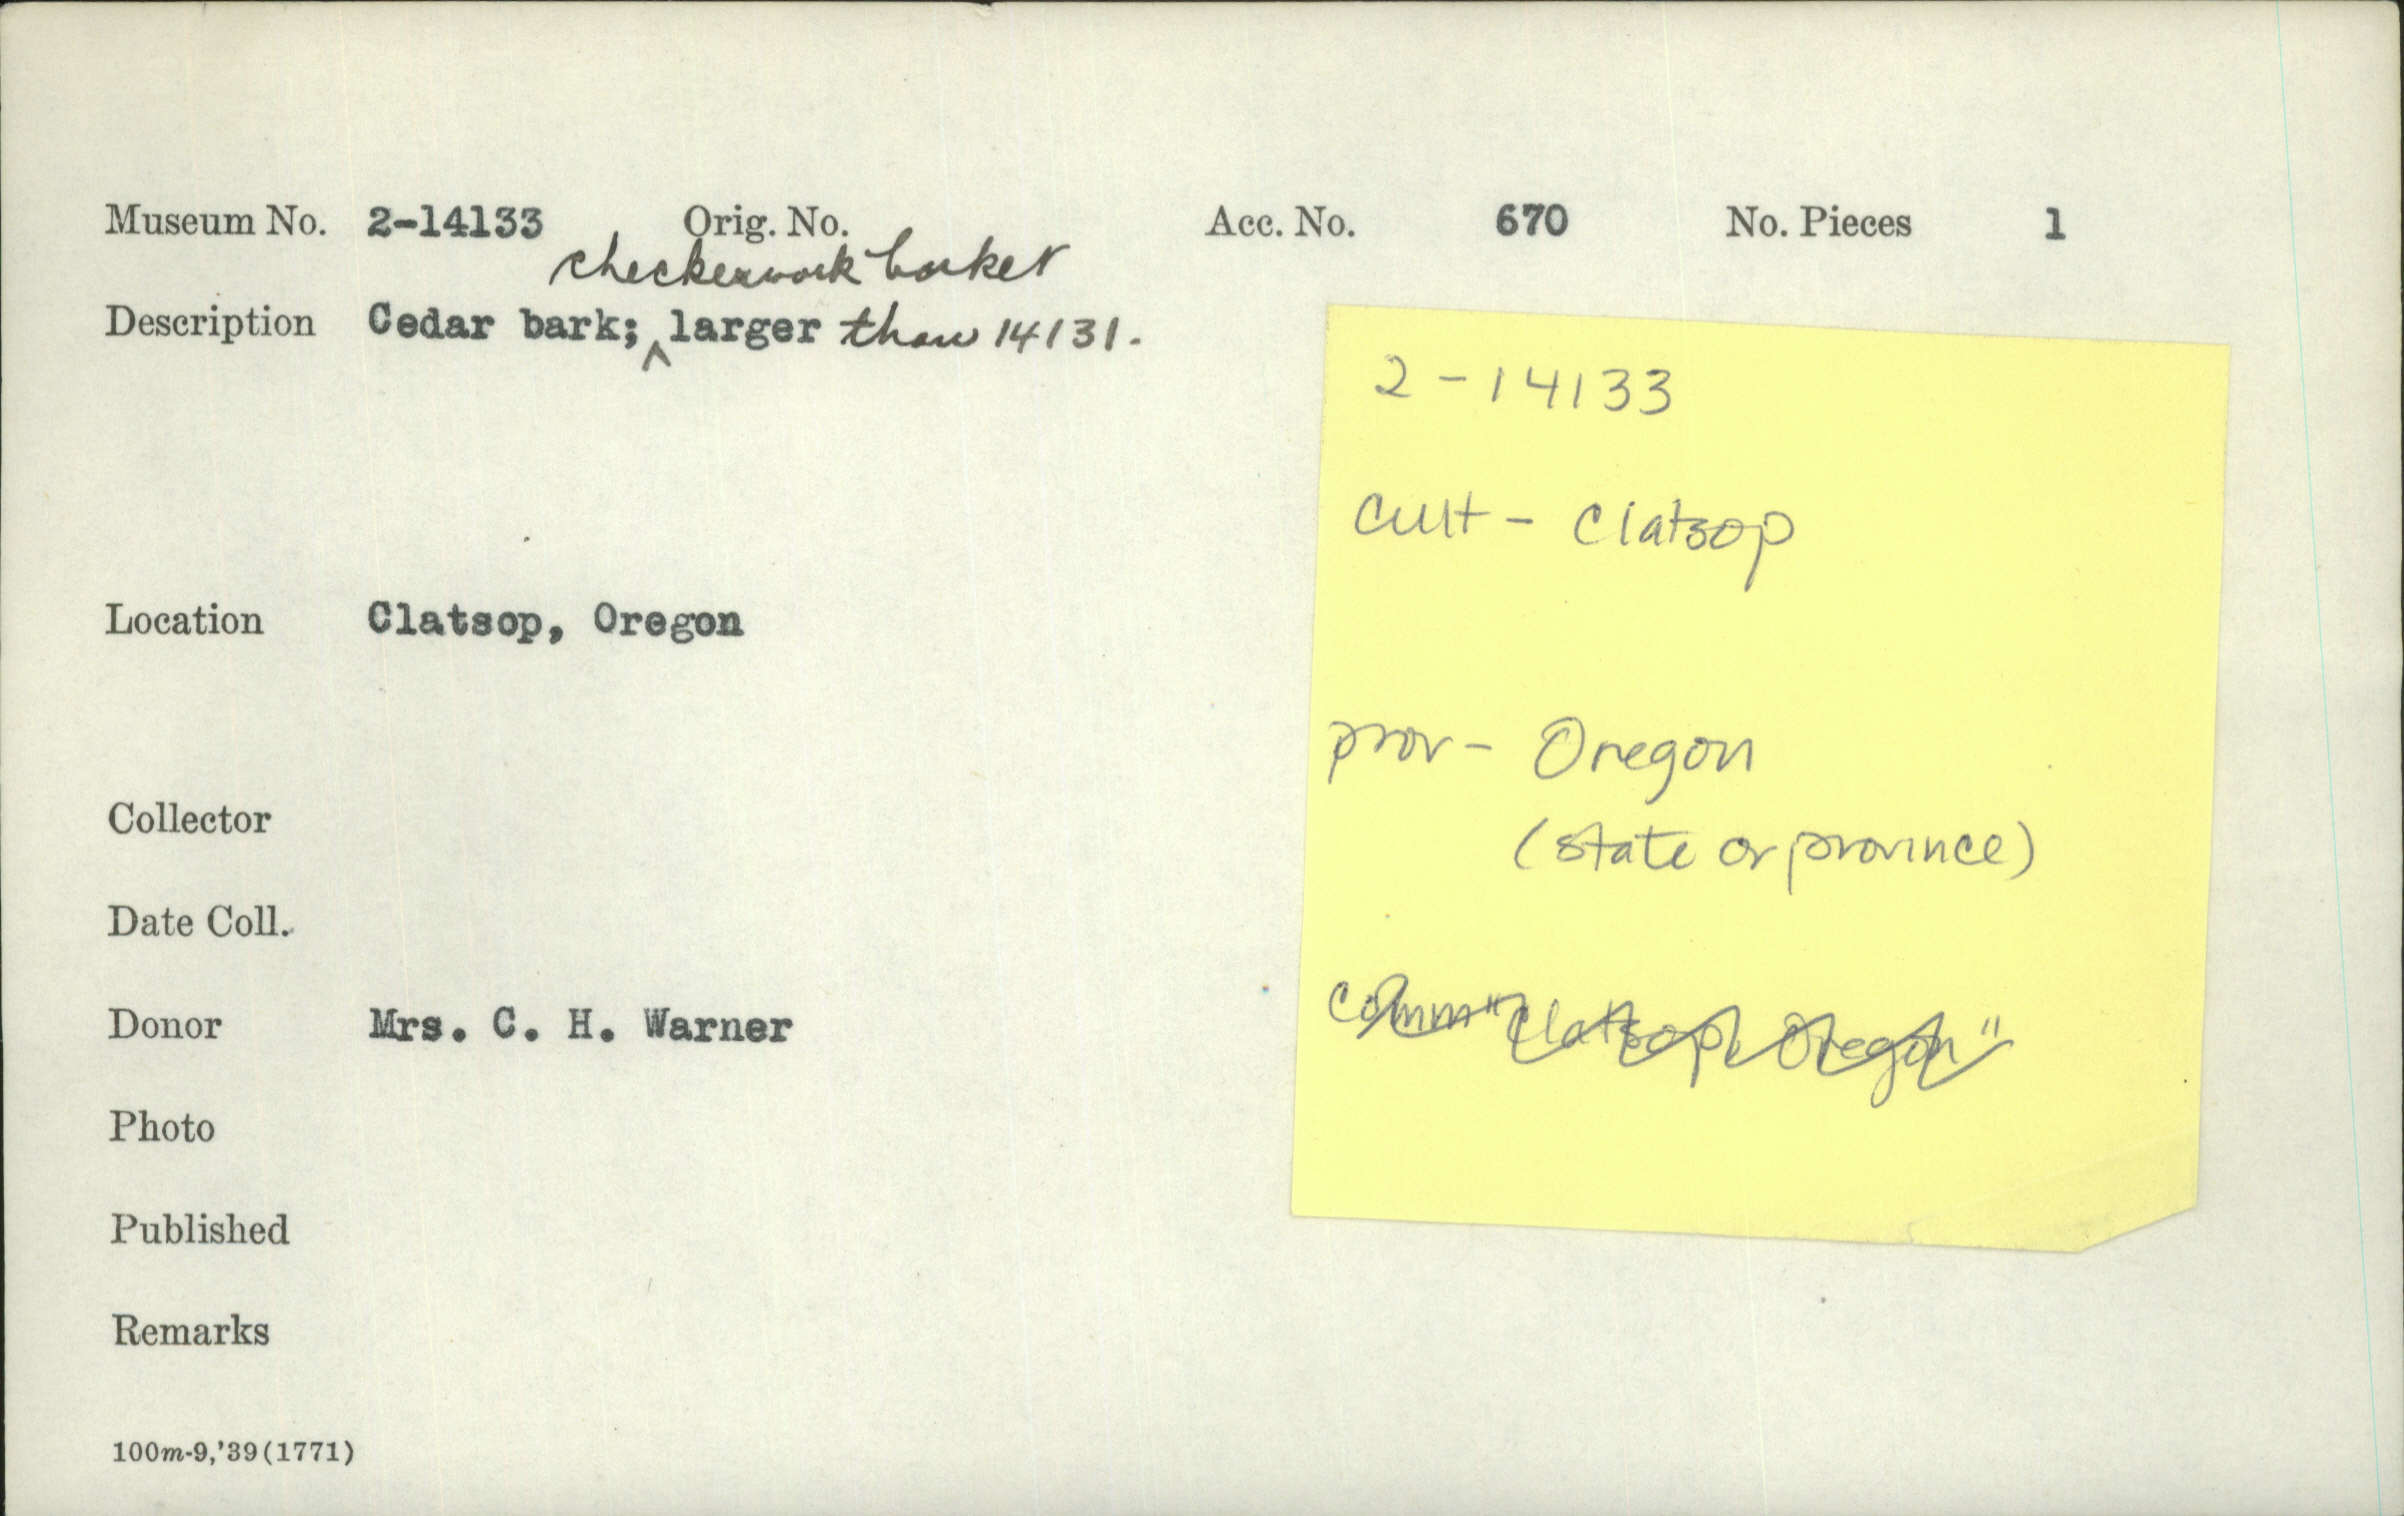 Museum No. 2-14133 Orig. No. Acc. No. 670 No. Pieces 1
checkerwork basket
Description Cedar bark; ^ larger than 14131.
Location Clatsop, Oregon
Collector
Date Coll.
Donor Mrs. C. H. Warner
Photo
Published
Remarks
100m-9,'39(1771)
2-14133
Cult - Clatsop
prov - Oregon
(state or province)
comm "Clatsop, Oregon"